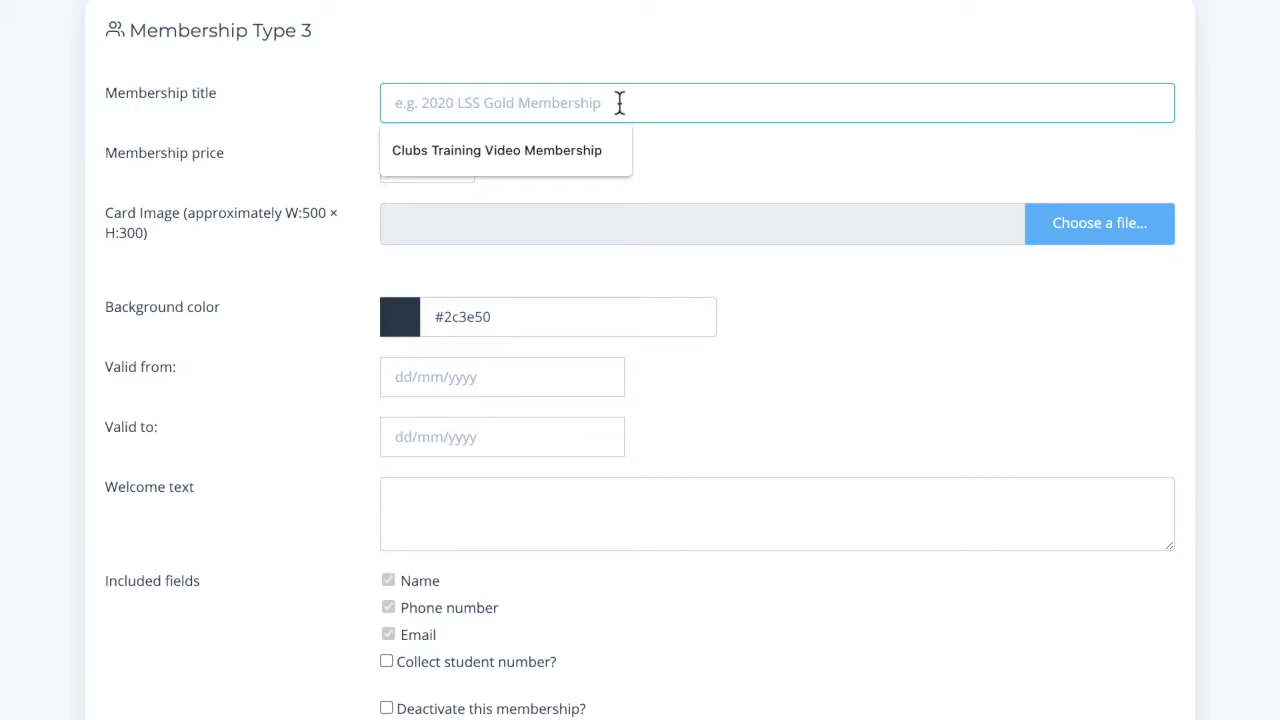 Membership Type 3
Membership title
e.g. 2020 LSS Gold Membership
Clubs Training Video Membership
Membership price
Card Image (approximately W:500 ×
H:300)
Choose a file...
Background color
#2c3e50
Valid from:
dd/mm/yyyy
Valid to:
dd/mm/yyyy
Welcome text
Included fields
Name
Phone number
Email
Collect student number?
Deactivate this membership?